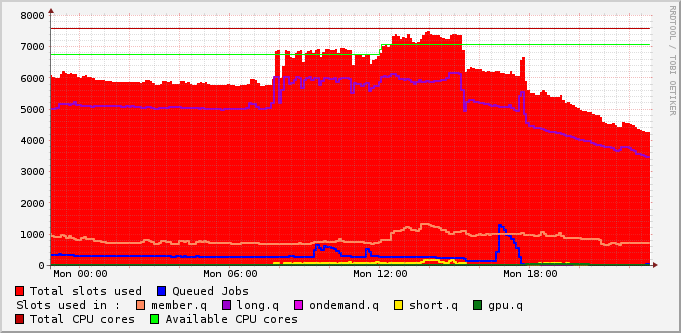 8000
7000
6000
5000
4000
3000
2000
1000
0
Mon 00:00 Mon 06:00 Mon 12:00 Mon 18:00
Total slots used Queued Jobs
Slots used in : member.q long.q ondemand.q short.q gpu.q
Total CPU cores Available CPU cores
RRDTOOL / TOBI OETIKER